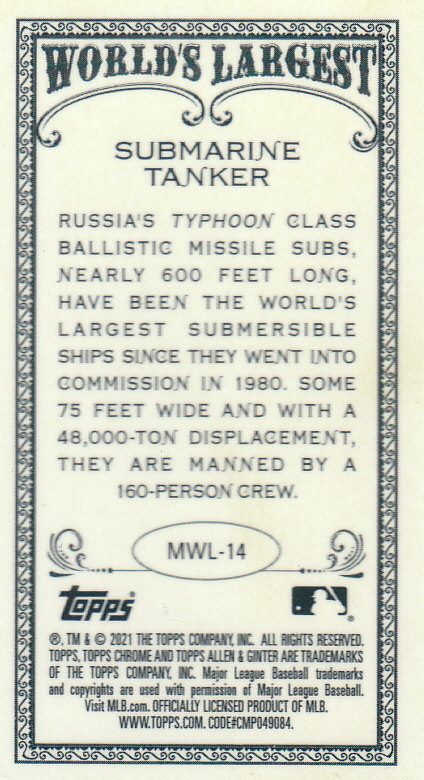 WORLD'S LARGEST
SUBMARINE
TANKER
RUSSIA'S TYPHOON CLASS
BALLISTIC MISSILE SUBS,
NEARLY 600 FEET LONG,
HAVE BEEN THE WORLD'S
LARGEST SUBMERSIBLE
SHIPS SINCE THEY WENT INTO
COMMISSION IN 1980. SOME
75 FEET WIDE AND WITH A
48,000-TON DISPLACEMENT,
THEY ARE MANNED BY A
160-PERSON CREW.
MWL-14
TOPPS®
®, TM & © 2021 THE TOPPS COMPANY, INC. ALL RIGHTS RESERVED.
TOPPS, TOPPS CHROME AND TOPPS ALLEN & GINTER ARE TRADEMARKS
OF THE TOPPS COMPANY, INC. Major League Baseball trademarks
and copyrights are used with permission of Major League Baseball.
Visit MLB.com. OFFICIALLY LICENSED PRODUCT OF MLB.
WWW.TOPPS.COM. CODE#CMP049084.